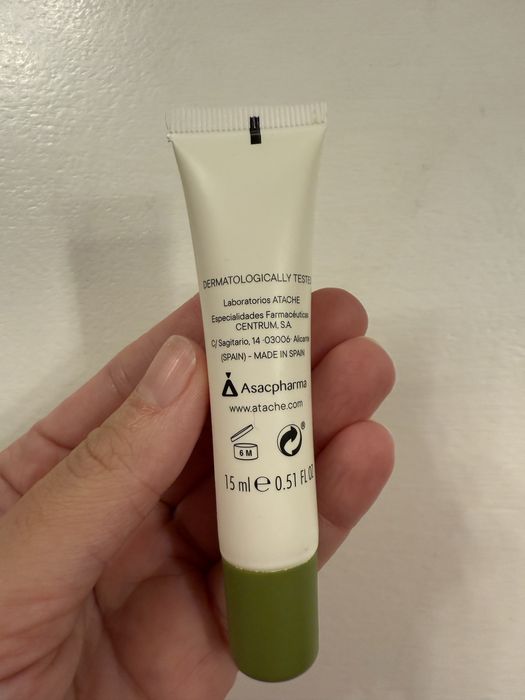 DERMATOLOGICALLY TESTED
Laboratorios ATACHE
Especialidades Farmacéuticas
CENTRUM, S.A.
C/ Sagitario, 14 ·03006· Alicante
(SPAIN) - MADE IN SPAIN
Asacpharma
www.atache.com
6 M
®
15 ml ℮ 0.51 FL OZ